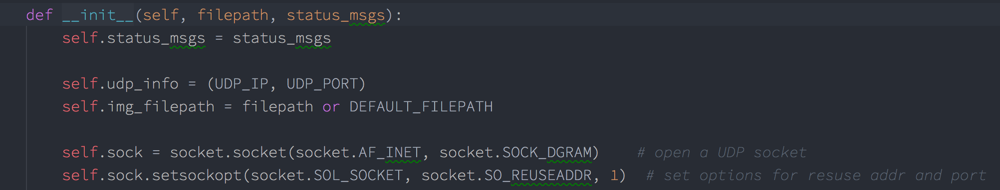 def __init__(self, filepath, status_msgs):
self.status_msgs = status_msgs
self.udp_info = (UDP_IP, UDP_PORT)
self.img_filepath = filepath or DEFAULT_FILEPATH
self.sock = socket.socket(socket.AF_INET, socket.SOCK_DGRAM) # open a UDP socket
self.sock.setsockopt(socket.SOL_SOCKET, socket.SO_REUSEADDR, 1) # set options for resuse addr and port